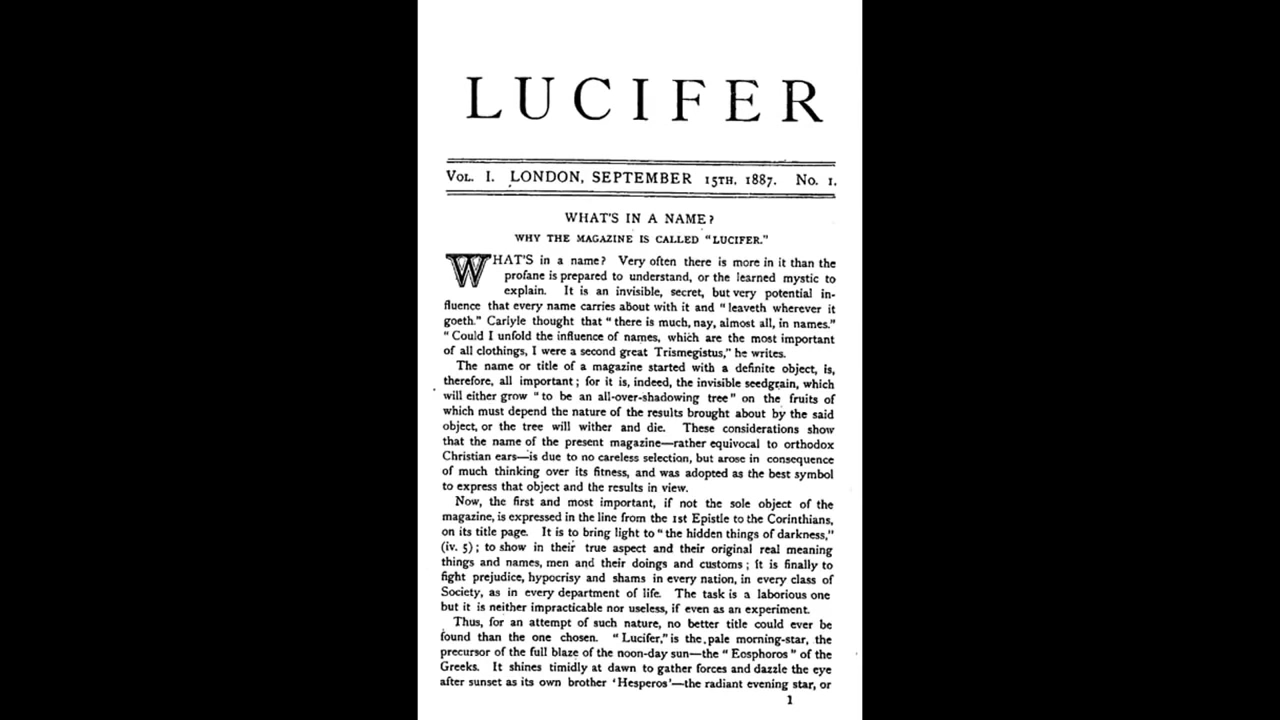 LUCIFER
VOL. I. LONDON, SEPTEMBER 15TH, 1887. No. 1.
WHAT'S IN A NAME?
WHY THE MAGAZINE IS CALLED "LUCIFER."
WHAT'S in a name? Very often there is more in it than the
profane is prepared to understand, or the learned mystic to
explain. It is an invisible, secret, but very potential in-
fluence that every name carries about with it and "leaveth wherever it
goeth." Carlyle thought that "there is much, nay, almost all, in names."
"Could I unfold the influence of names, which are the most important
of all clothings, I were a second great Trismegistus," he writes.
The name or title of a magazine started with a definite object, is,
therefore, all important; for it is, indeed, the invisible seedgrain, which
will either grow "to be an all-over-shadowing tree" on the fruits of
which must depend the nature of the results brought about by the said
object, or the tree will wither and die. These considerations show
that the name of the present magazine—rather equivocal to orthodox
Christian ears—is due to no careless selection, but arose in consequence
of much thinking over its fitness, and was adopted as the best symbol
to express that object and the results in view.
Now, the first and most important, if not the sole object of the
magazine, is expressed in the line from the 1st Epistle to the Corinthians,
on its title page. It is to bring light to "the hidden things of darkness,"
(iv. 5); to show in their true aspect and their original real meaning
things and names, men and their doings and customs; it is finally to
fight prejudice, hypocrisy and shams in every nation, in every class of
Society, as in every department of life. The task is a laborious one
but it is neither impracticable nor useless, if even as an experiment.
Thus, for an attempt of such nature, no better title could ever be
found than the one chosen. "Lucifer," is the pale morning-star, the
precursor of the full blaze of the noon-day sun—the "Eosphoros" of the
Greeks. It shines timidly at dawn to gather forces and dazzle the eye
after sunset as its own brother 'Hesperos'—the radiant evening star, or
1